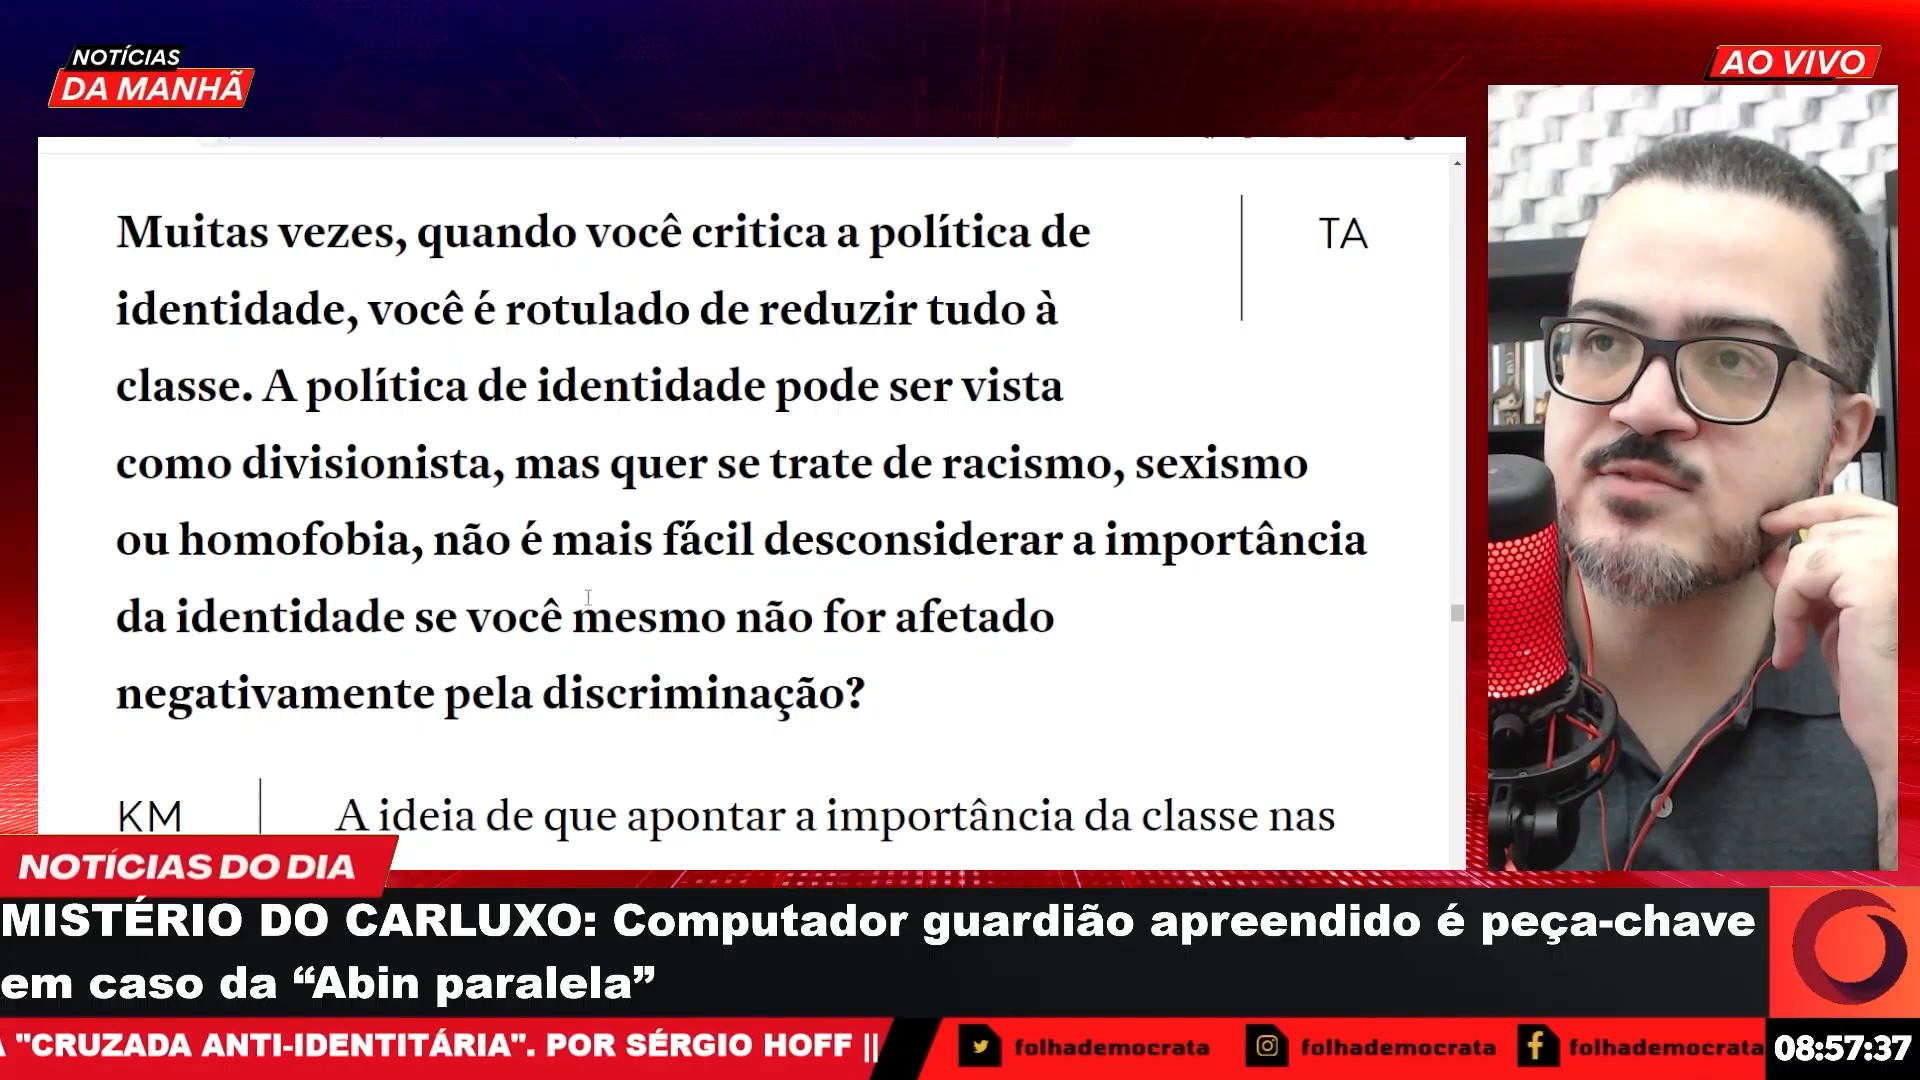 NOTÍCIAS
DA MANHÃ
AO VIVO
Muitas vezes, quando você critica a política de
identidade, você é rotulado de reduzir tudo à
classe. A política de identidade pode ser vista
como divisionista, mas quer se trate de racismo, sexismo
ou homofobia, não é mais fácil desconsiderar a importância
da identidade se você mesmo não for afetado
negativamente pela discriminação?
TA
KM
A ideia de que apontar a importância da classe nas
NOTÍCIAS DO DIA
MISTÉRIO DO CARLUXO: Computador guardião apreendido é peça-chave
em caso da “Abin paralela”
A "CRUZADA ANTI-IDENTITÁRIA". POR SÉRGIO HOFF ||
folhademocrata
folhademocrata
folhademocrata
08:57:37